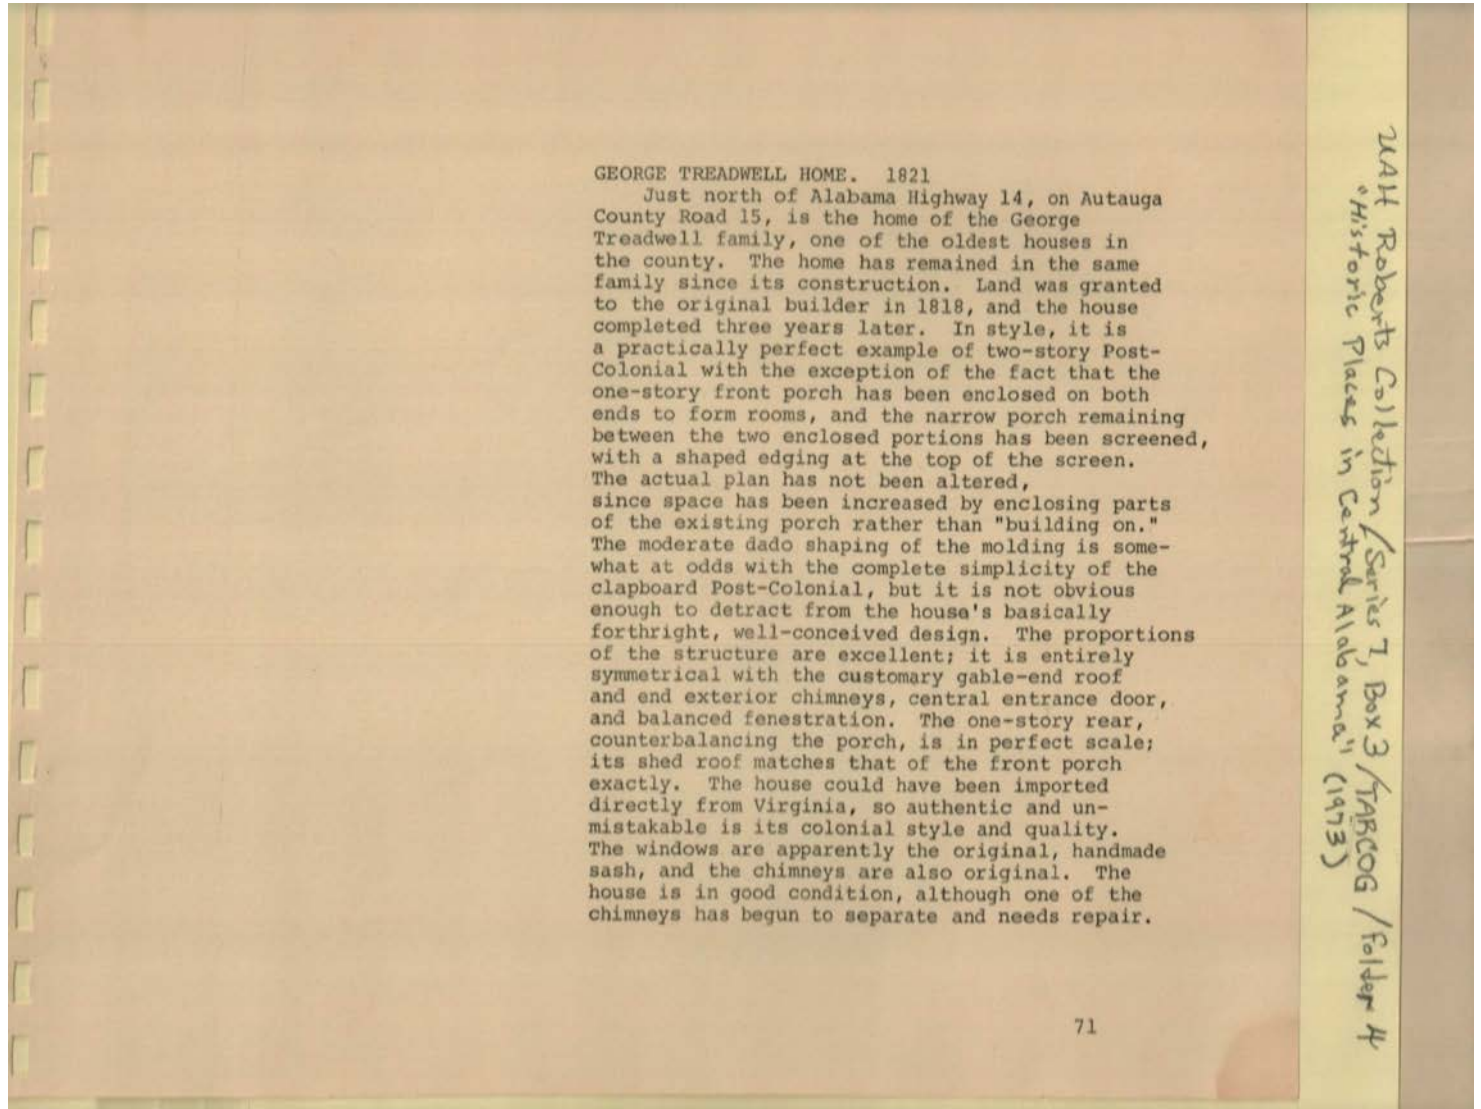 GEORGE TREADWELL HOME. 1821
Just north of Alabama Highway 14, on Autauga
County Road 15, is the home of the George
Treadwell family, one of the oldest houses in
the county. The home has remained in the same
family since its construction. Land was granted
to the original builder in 1818, and the house
completed three years later. In style, it is
a practically perfect example of two-story Post-
Colonial with the exception of the fact that the
one-story front porch has been enclosed on both
ends to form rooms, and the narrow porch remaining
between the two enclosed portions has been screened,
with a shaped edging at the top of the screen.
The actual plan has not been altered,
since space has been increased by enclosing parts
of the existing porch rather than "building on."
The moderate dado shaping of the molding is some-
what at odds with the complete simplicity of the
clapboard Post-Colonial, but it is not obvious
enough to detract from the house's basically
forthright, well-conceived design. The proportions
of the structure are excellent; it is entirely
symmetrical with the customary gable-end roof
and end exterior chimneys, central entrance door,
and balanced fenestration. The one-story rear,
counterbalancing the porch, is in perfect scale;
its shed roof matches that of the front porch
exactly. The house could have been imported
directly from Virginia, so authentic and un-
mistakable is its colonial style and quality.
The windows are apparently the original, handmade
sash, and the chimneys are also original. The
house is in good condition, although one of the
chimneys has begun to separate and needs repair.
71
UAH Roberts Collection/Series 7, Box 3/TARCOG/folder 4
"Historic Places in Central Alabama" (1973)